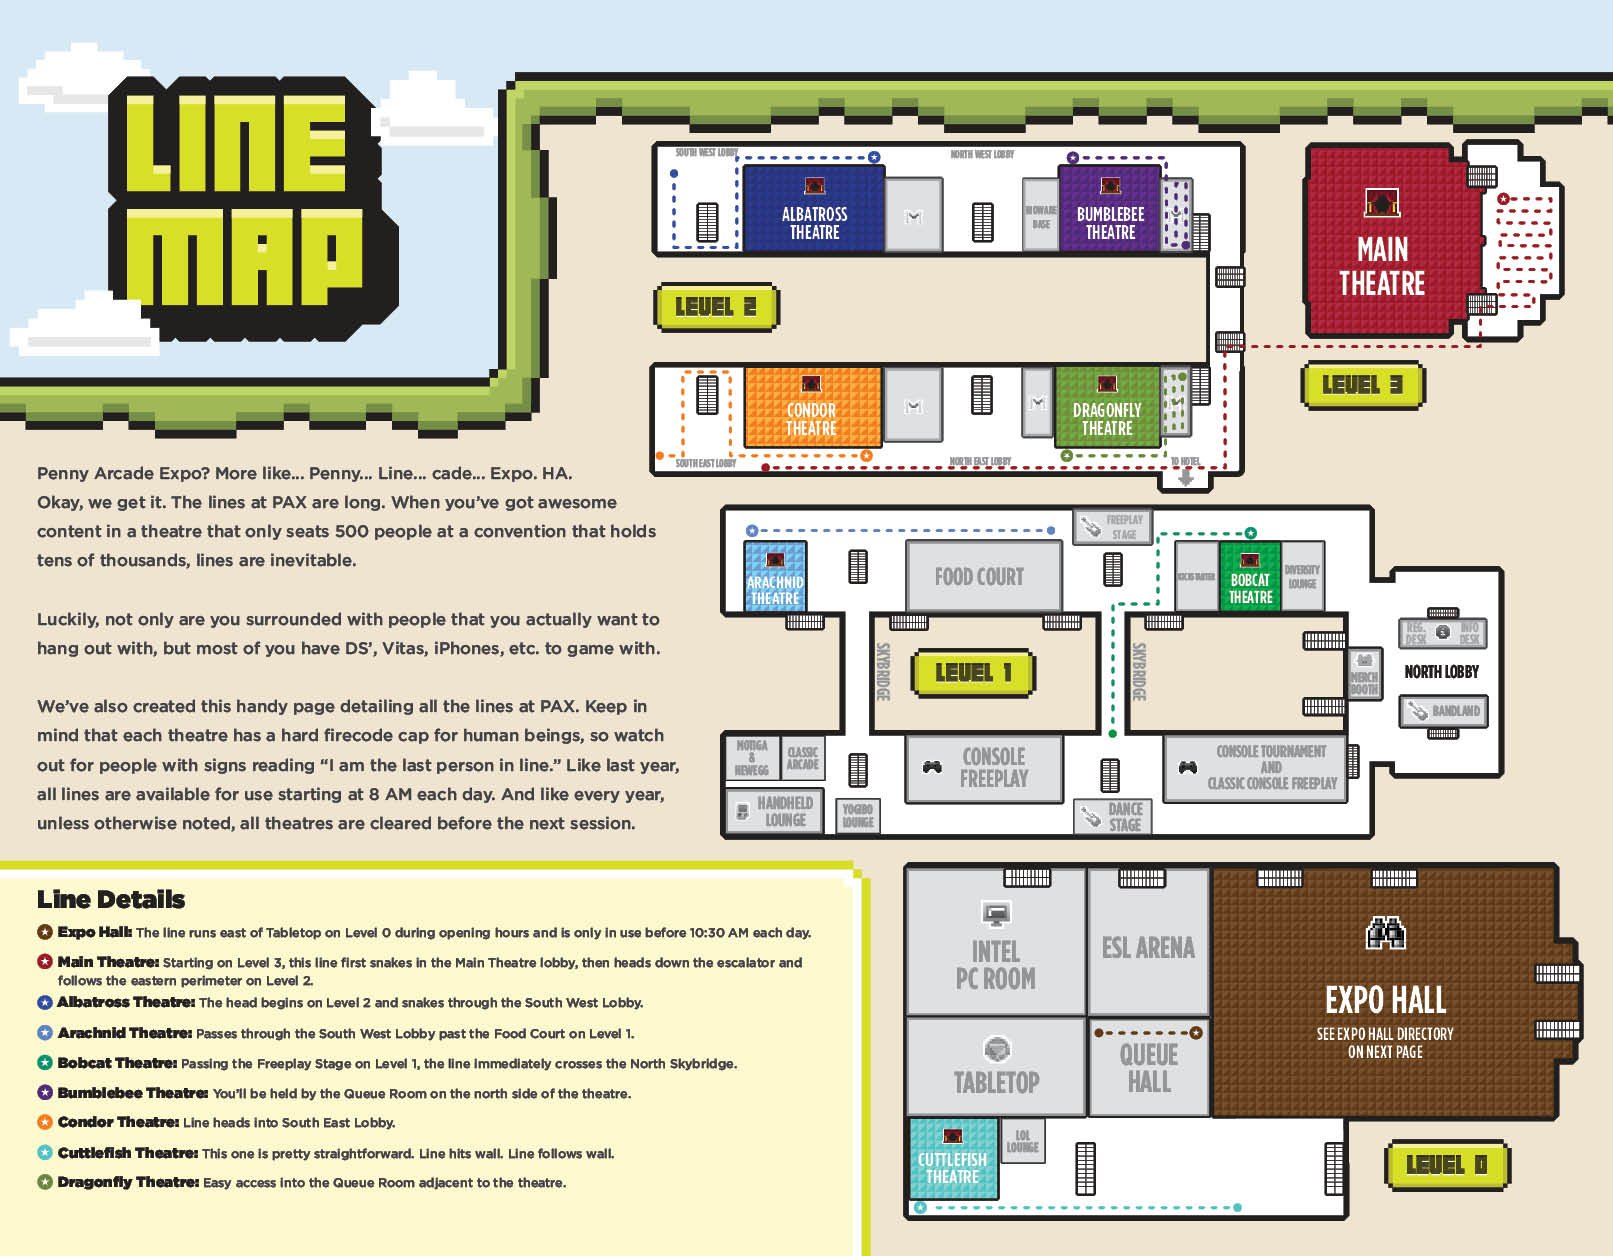 LINE
MAP
Penny Arcade Expo? More like... Penny... Line... cade... Expo. HA.
Okay, we get it. The lines at PAX are long. When you've got awesome
content in a theatre that only seats 500 people at a convention that holds
tens of thousands, lines are inevitable.
Luckily, not only are you surrounded with people that you actually want to
hang out with, but most of you have DS', Vitas, iPhones, etc. to game with.
We've also created this handy page detailing all the lines at PAX. Keep in
mind that each theatre has a hard firecode cap for human beings, so watch
out for people with signs reading “I am the last person in line.” Like last year,
all lines are available for use starting at 8 AM each day. And like every year,
unless otherwise noted, all theatres are cleared before the next session.
Line Details
Expo Hall: The line runs east of Tabletop on Level 0 during opening hours and is only in use before 10:30 AM each day.
Main Theatre: Starting on Level 3, this line first snakes in the Main Theatre lobby, then heads down the escalator and
follows the eastern perimeter on Level 2.
Albatross Theatre: The head begins on Level 2 and snakes through the South West Lobby.
Arachnid Theatre: Passes through the South West Lobby past the Food Court on Level 1.
Bobcat Theatre: Passing the Freeplay Stage on Level 1, the line immediately crosses the North Skybridge.
Bumblebee Theatre: You'll be held by the Queue Room on the north side of the theatre.
Condor Theatre: Line heads into South East Lobby.
Cuttlefish Theatre: This one is pretty straightforward. Line hits wall. Line follows wall.
Dragonfly Theatre: Easy access into the Queue Room adjacent to the theatre.
SOUTH WEST LOBBY
NORTH WEST LOBBY
ALBATROSS
THEATRE
BIOWARE
BASE
BUMBLEBEE
THEATRE
LEVEL 2
CONDOR
THEATRE
DRAGONFLY
THEATRE
SOUTH EAST LOBBY
NORTH EAST LOBBY
TO HOTEL
MAIN
THEATRE
LEVEL 3
FREEPLAY
STAGE
ARACHNID
THEATRE
FOOD COURT
KICKSTARTER
BOBCAT
THEATRE
DIVERSITY
LOUNGE
SKYBRIDGE
LEVEL 1
SKYBRIDGE
REG.
DESK
INFO
DESK
MERCH
BOOTH
NORTH LOBBY
BANDLAND
MOTIGA
&
NEWEGG
CLASSIC
ARCADE
CONSOLE
FREEPLAY
CONSOLE TOURNAMENT
AND
CLASSIC CONSOLE FREEPLAY
HANDHELD
LOUNGE
YOGIBO
LOUNGE
DANCE
STAGE
INTEL
PC ROOM
ESL ARENA
EXPO HALL
SEE EXPO HALL DIRECTORY
ON NEXT PAGE
TABLETOP
QUEUE
HALL
CUTTLEFISH
THEATRE
LOL
LOUNGE
LEVEL 0